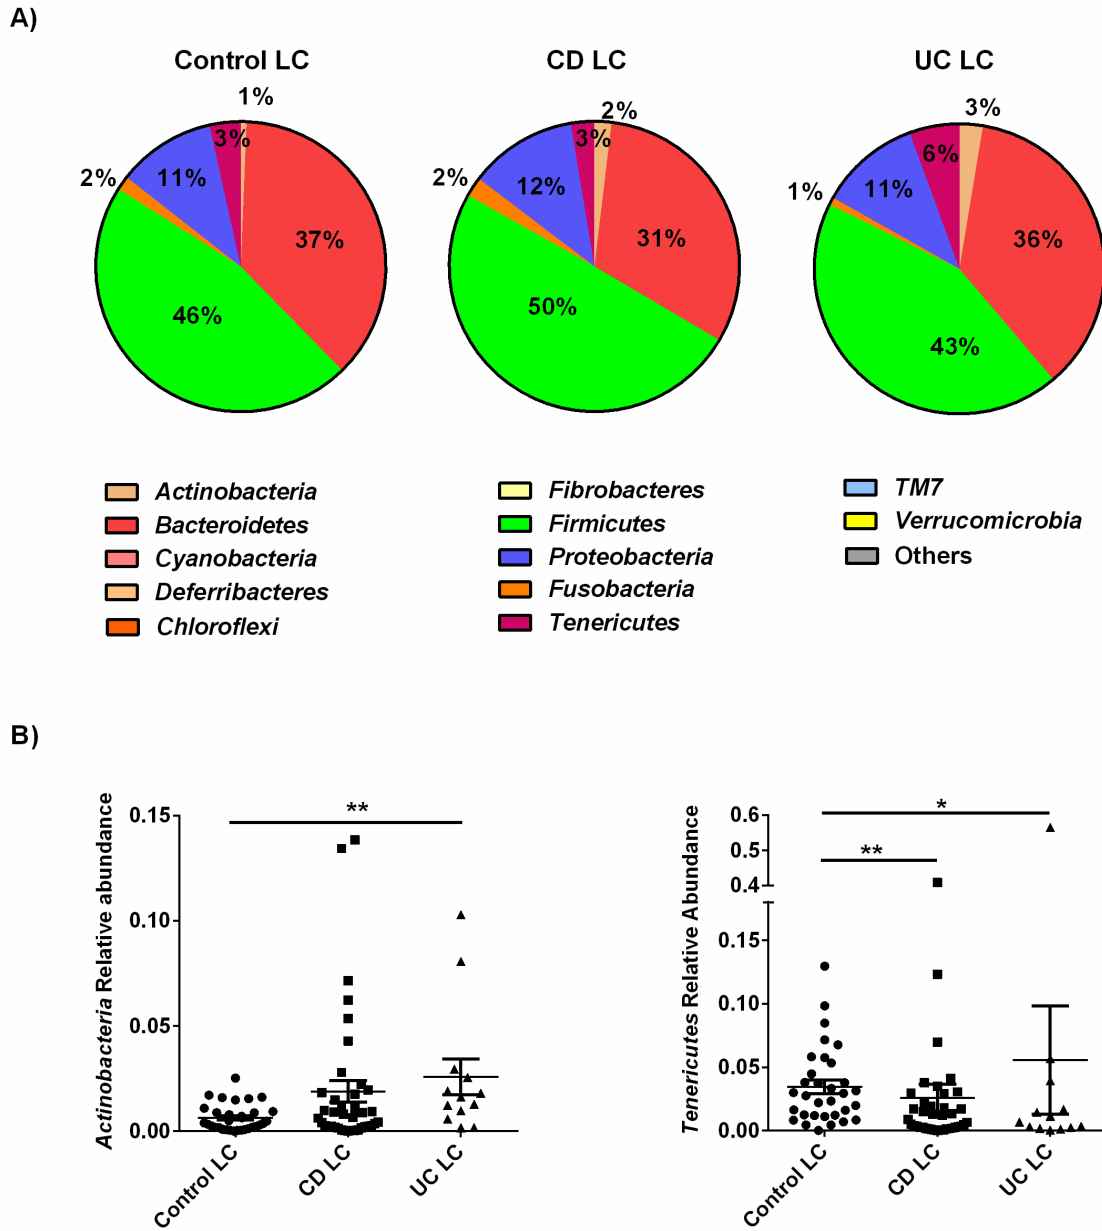 A)
Control LC
CD LC
UC LC
1%
37%
46%
2%
11%
3%
2%
31%
50%
2%
12%
3%
3%
36%
43%
1%
11%
6%
Actinobacteria
Bacteroidetes
Cyanobacteria
Deferribacteres
Chloroflexi
Fibrobacteres
Firmicutes
Proteobacteria
Fusobacteria
Tenericutes
TM7
Verrucomicrobia
Others
B)
Actinobacteria Relative abundance
0.15
0.10
0.05
0.00
**
Control LC
CD LC
UC LC
Tenericutes Relative Abundance
0.6
0.5
0.4
0.15
0.10
0.05
0.00
*
**
Control LC
CD LC
UC LC